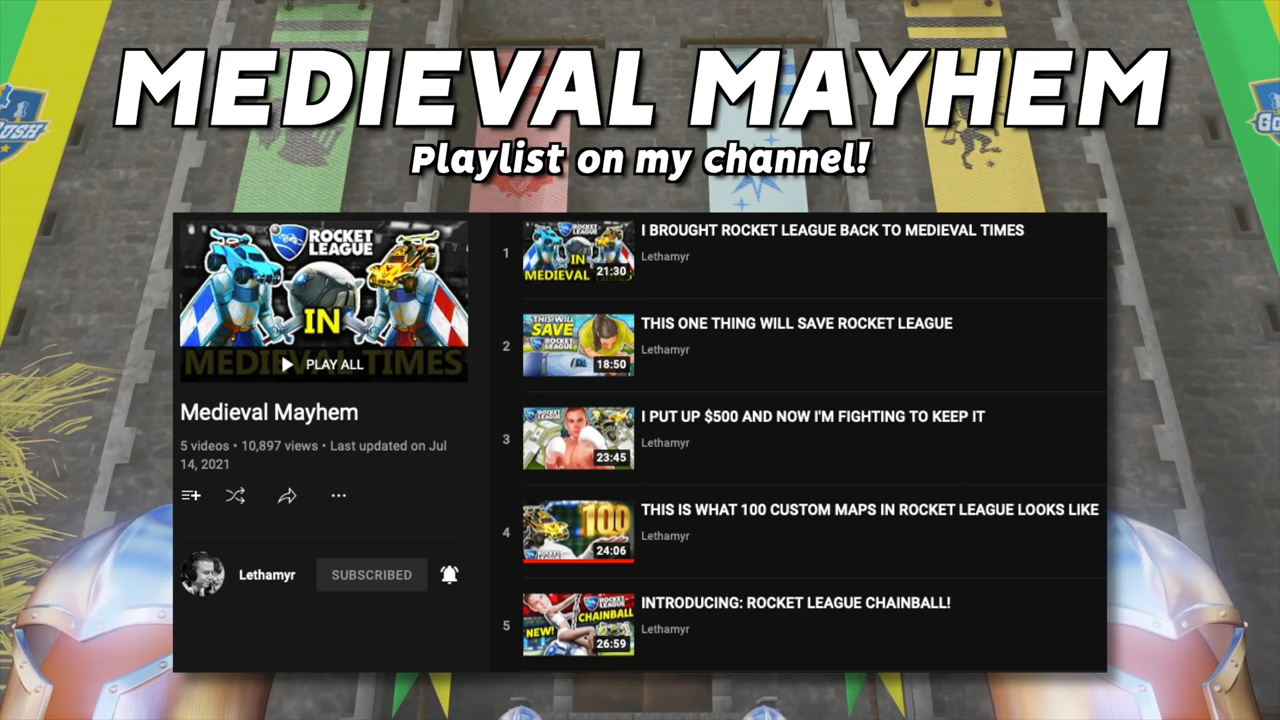 MEDIEVAL MAYHEM
Playlist on my channel!
ROCKET
LEAGUE
IN
MEDIEVAL TIMES
PLAY ALL
Medieval Mayhem
5 videos • 10,897 views • Last updated on Jul
14, 2021
Lethamyr
SUBSCRIBED
1
IN
MEDIEVAL
21:30
I BROUGHT ROCKET LEAGUE BACK TO MEDIEVAL TIMES
Lethamyr
2
THIS WILL
SAVE
ROCKET
LEAGUE
18:50
THIS ONE THING WILL SAVE ROCKET LEAGUE
Lethamyr
3
23:45
I PUT UP $500 AND NOW I'M FIGHTING TO KEEP IT
Lethamyr
4
100
24:06
THIS IS WHAT 100 CUSTOM MAPS IN ROCKET LEAGUE LOOKS LIKE
Lethamyr
5
ROCKET
LEAGUE
CHAINBALL
NEW!
26:59
INTRODUCING: ROCKET LEAGUE CHAINBALL!
Lethamyr